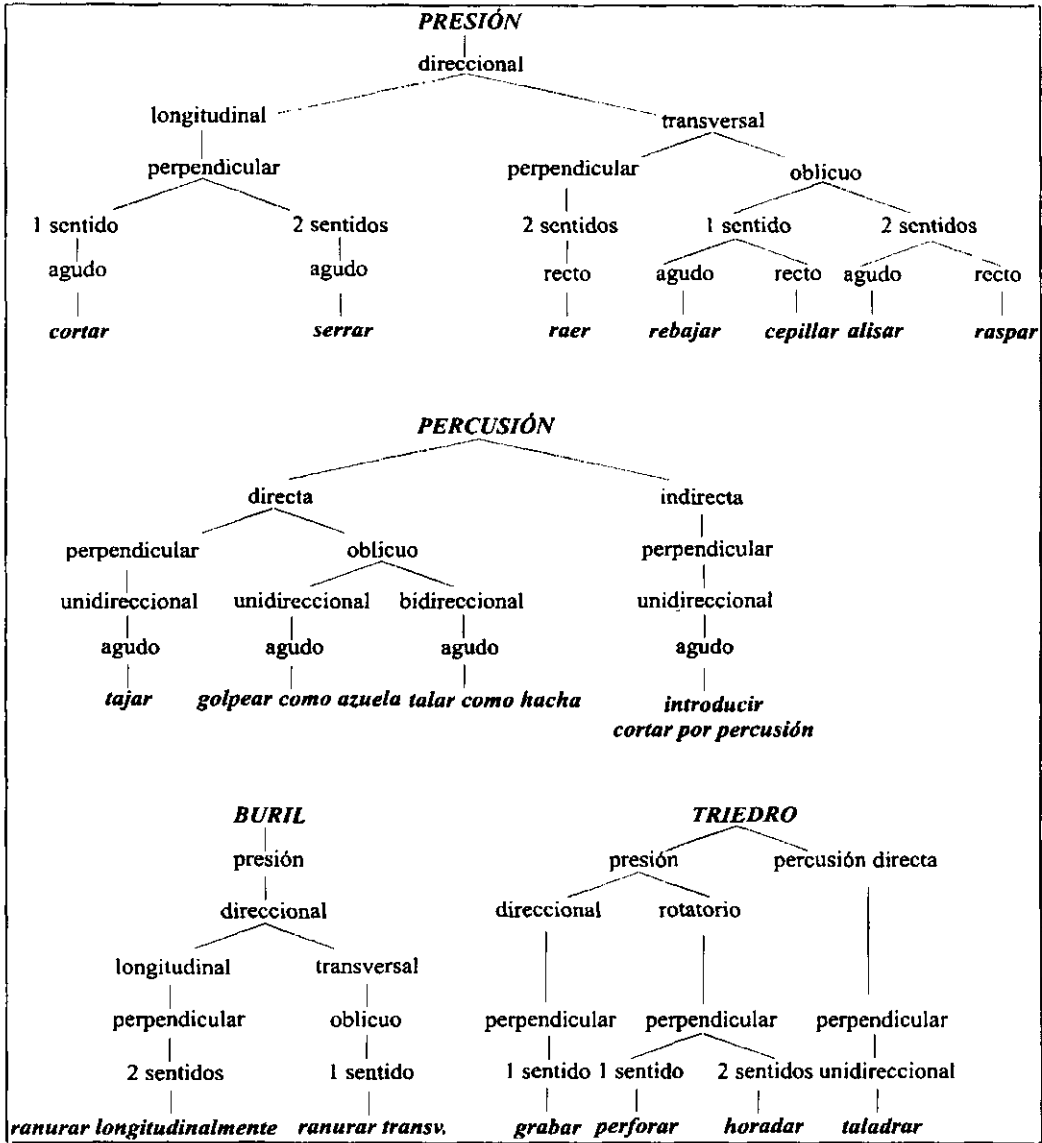 PRESIÓN
direccional
longitudinal transversal
perpendicular perpendicular oblicuo
1 sentido 2 sentidos 2 sentidos 1 sentido 2 sentidos
agudo agudo recto agudo recto agudo recto
cortar serrar raer rebajar cepillar alisar raspar
PERCUSIÓN
directa indirecta
perpendicular oblicuo perpendicular
unidireccional unidireccional bidireccional unidireccional
agudo agudo agudo agudo
tajar golpear como azuela talar como hacha introducir
cortar por percusión
BURIL TRIEDRO
presión presión percusión directa
direccional direccional rotatorio
longitudinal transversal
perpendicular oblicuo perpendicular perpendicular perpendicular
2 sentidos 1 sentido 1 sentido 1 sentido 2 sentidos unidireccional
ranurar longitudinalmente ranurar transv. grabar perforar horadar taladrar